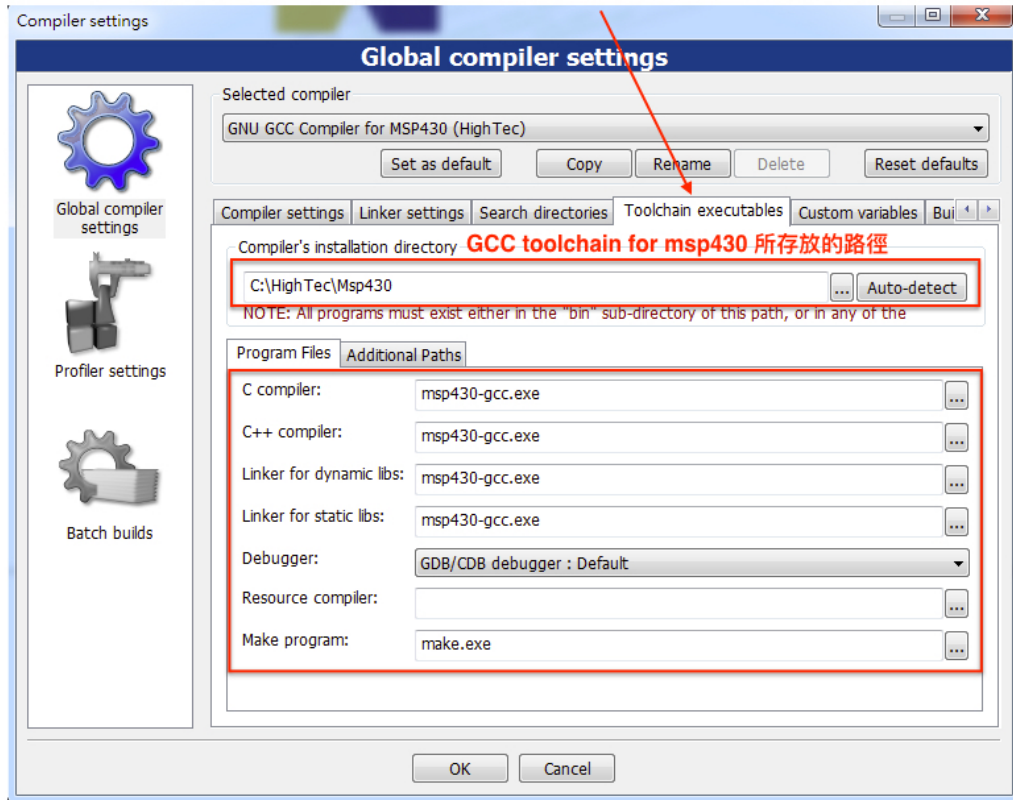 Compiler settings
Global compiler settings
Selected compiler
GNU GCC Compiler for MSP430 (HighTec)
Set as default Copy Rename Delete Reset defaults
Global compiler settings
Compiler settings Linker settings Search directories Toolchain executables Custom variables Bui
Compiler's installation directory GCC toolchain for msp430 所存放的路徑
C:\HighTec\Msp430 ... Auto-detect
NOTE: All programs must exist either in the "bin" sub-directory of this path, or in any of the
Profiler settings
Program Files Additional Paths
C compiler: msp430-gcc.exe ...
C++ compiler: msp430-gcc.exe ...
Linker for dynamic libs: msp430-gcc.exe ...
Linker for static libs: msp430-gcc.exe ...
Batch builds
Debugger: GDB/CDB debugger : Default
Resource compiler: ...
Make program: make.exe ...
OK Cancel